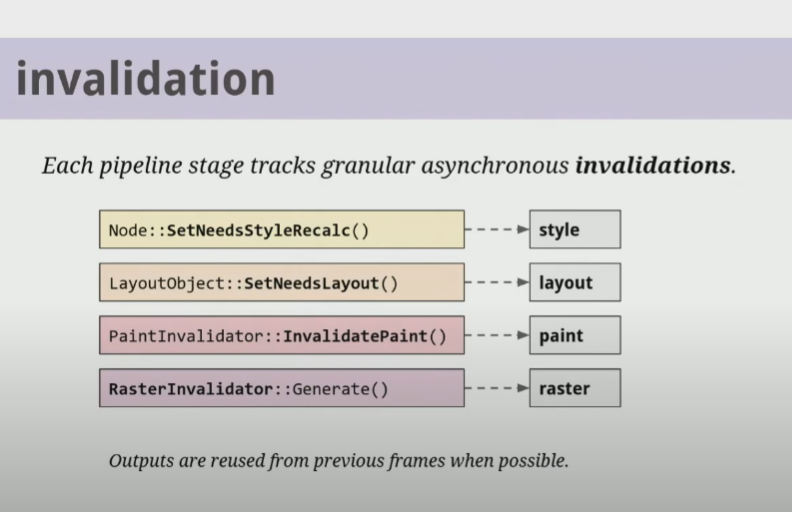 invalidation
Each pipeline stage tracks granular asynchronous invalidations.
Node::SetNeedsStyleRecalc() style
LayoutObject::SetNeedsLayout() layout
PaintInvalidator::InvalidatePaint() paint
RasterInvalidator::Generate() raster
Outputs are reused from previous frames when possible.